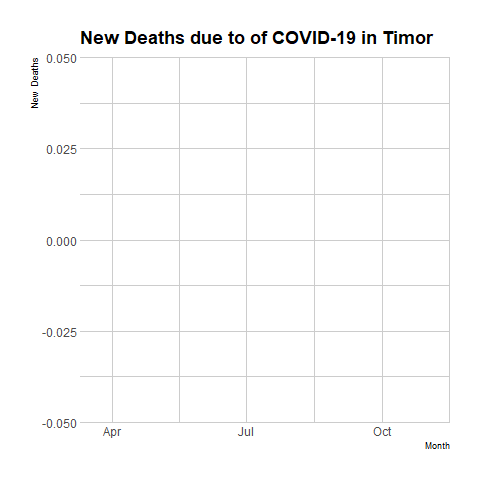 New Deaths due to of COVID-19 in Timor
New Deaths
0.050
0.025
0.000
-0.025
-0.050
Apr Jul Oct
Month